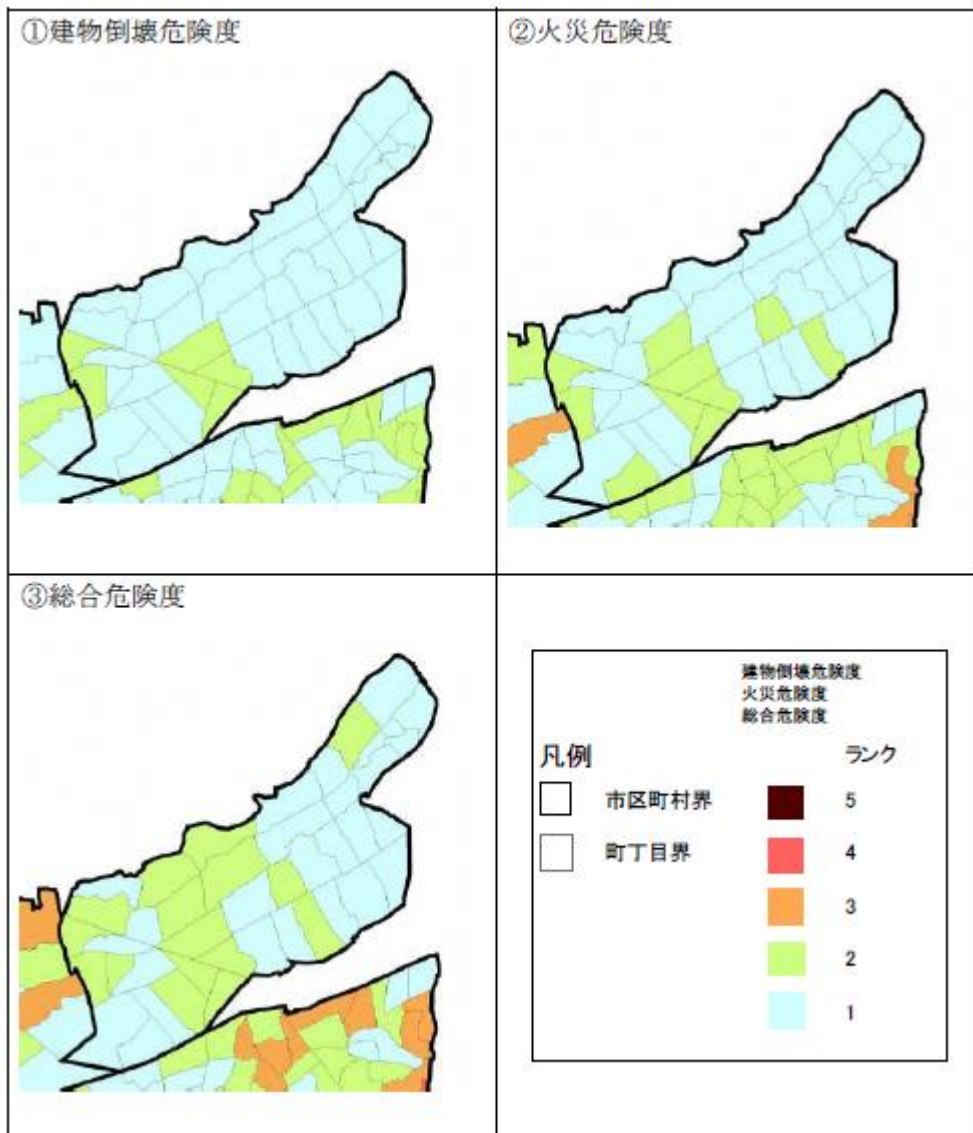 ①建物倒壊危険度
②火災危険度
③総合危険度
建物倒壊危険度
火災危険度
総合危険度
凡例
ランク
市区町村界
5
町丁目界
4
3
2
1